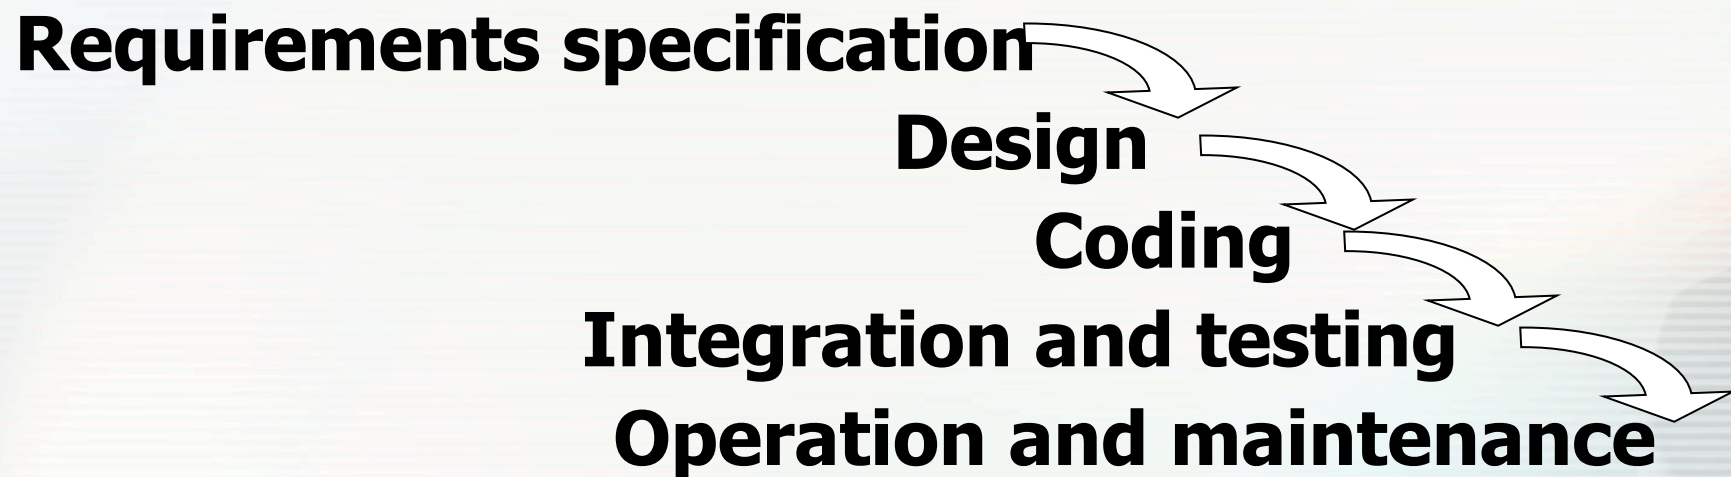 Requirements specification
Design
Coding
Integration and testing
Operation and maintenance